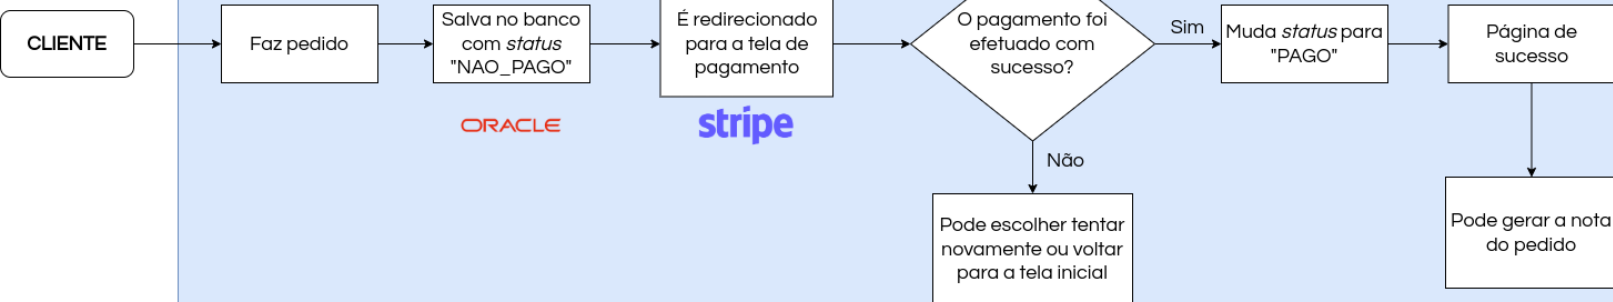 CLIENTE
Faz pedido
Salva no banco
com status
"NAO_PAGO"
ORACLE
É redirecionado
para a tela de
pagamento
stripe
O pagamento foi
efetuado com
sucesso?
Sim
Não
Pode escolher tentar
novamente ou voltar
para a tela inicial
Muda status para
"PAGO"
Página de
sucesso
Pode gerar a nota
do pedido